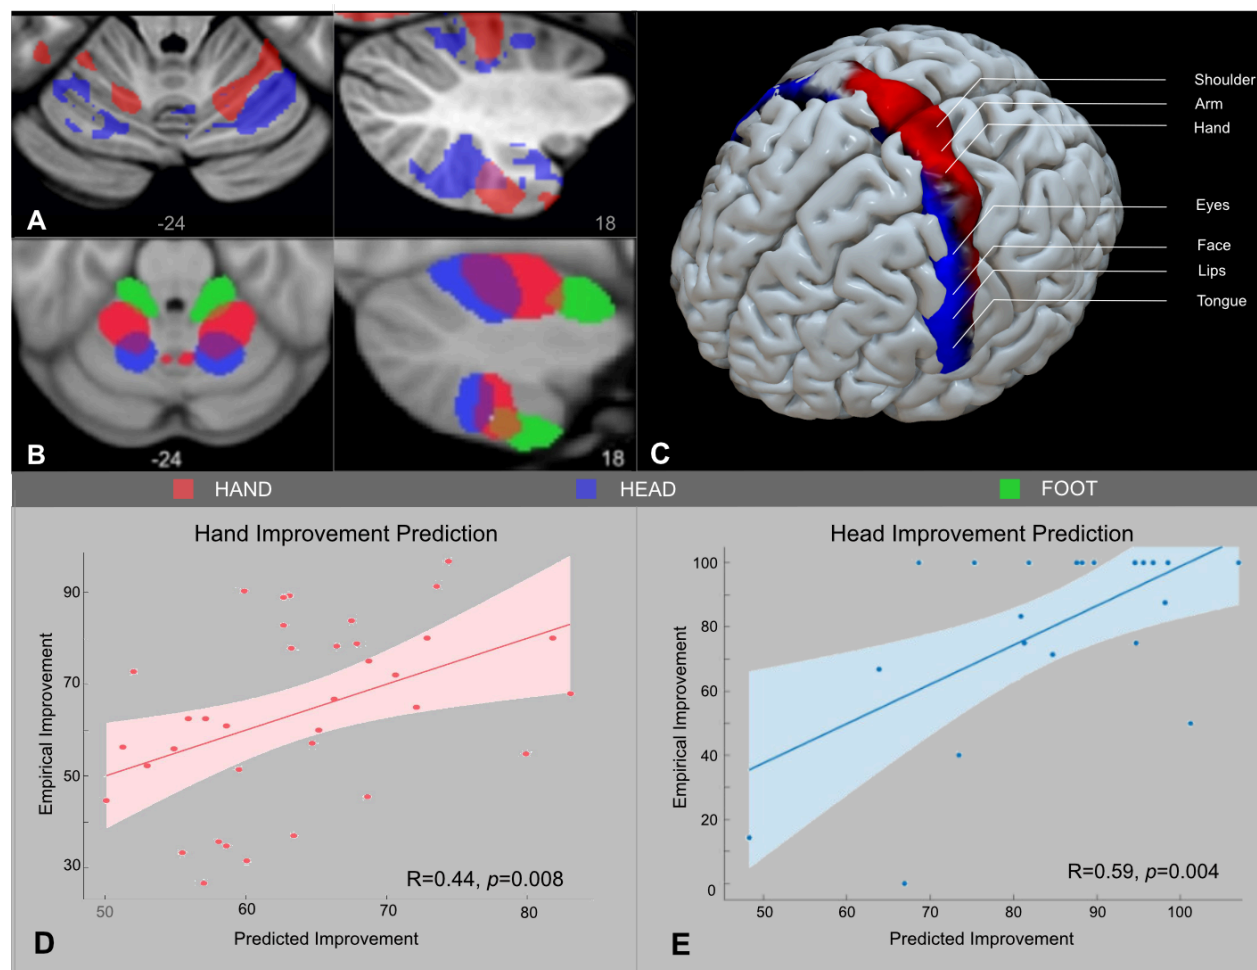 A
-24
18
B
-24
18
C
Shoulder
Arm
Hand
Eyes
Face
Lips
Tongue
HAND
HEAD
FOOT
Hand Improvement Prediction
Empirical Improvement
90
70
50
30
50
60
70
80
R=0.44, p=0.008
Predicted Improvement
D
Head Improvement Prediction
Empirical Improvement
100
80
60
40
20
0
50
60
70
80
90
100
R=0.59, p=0.004
Predicted Improvement
E